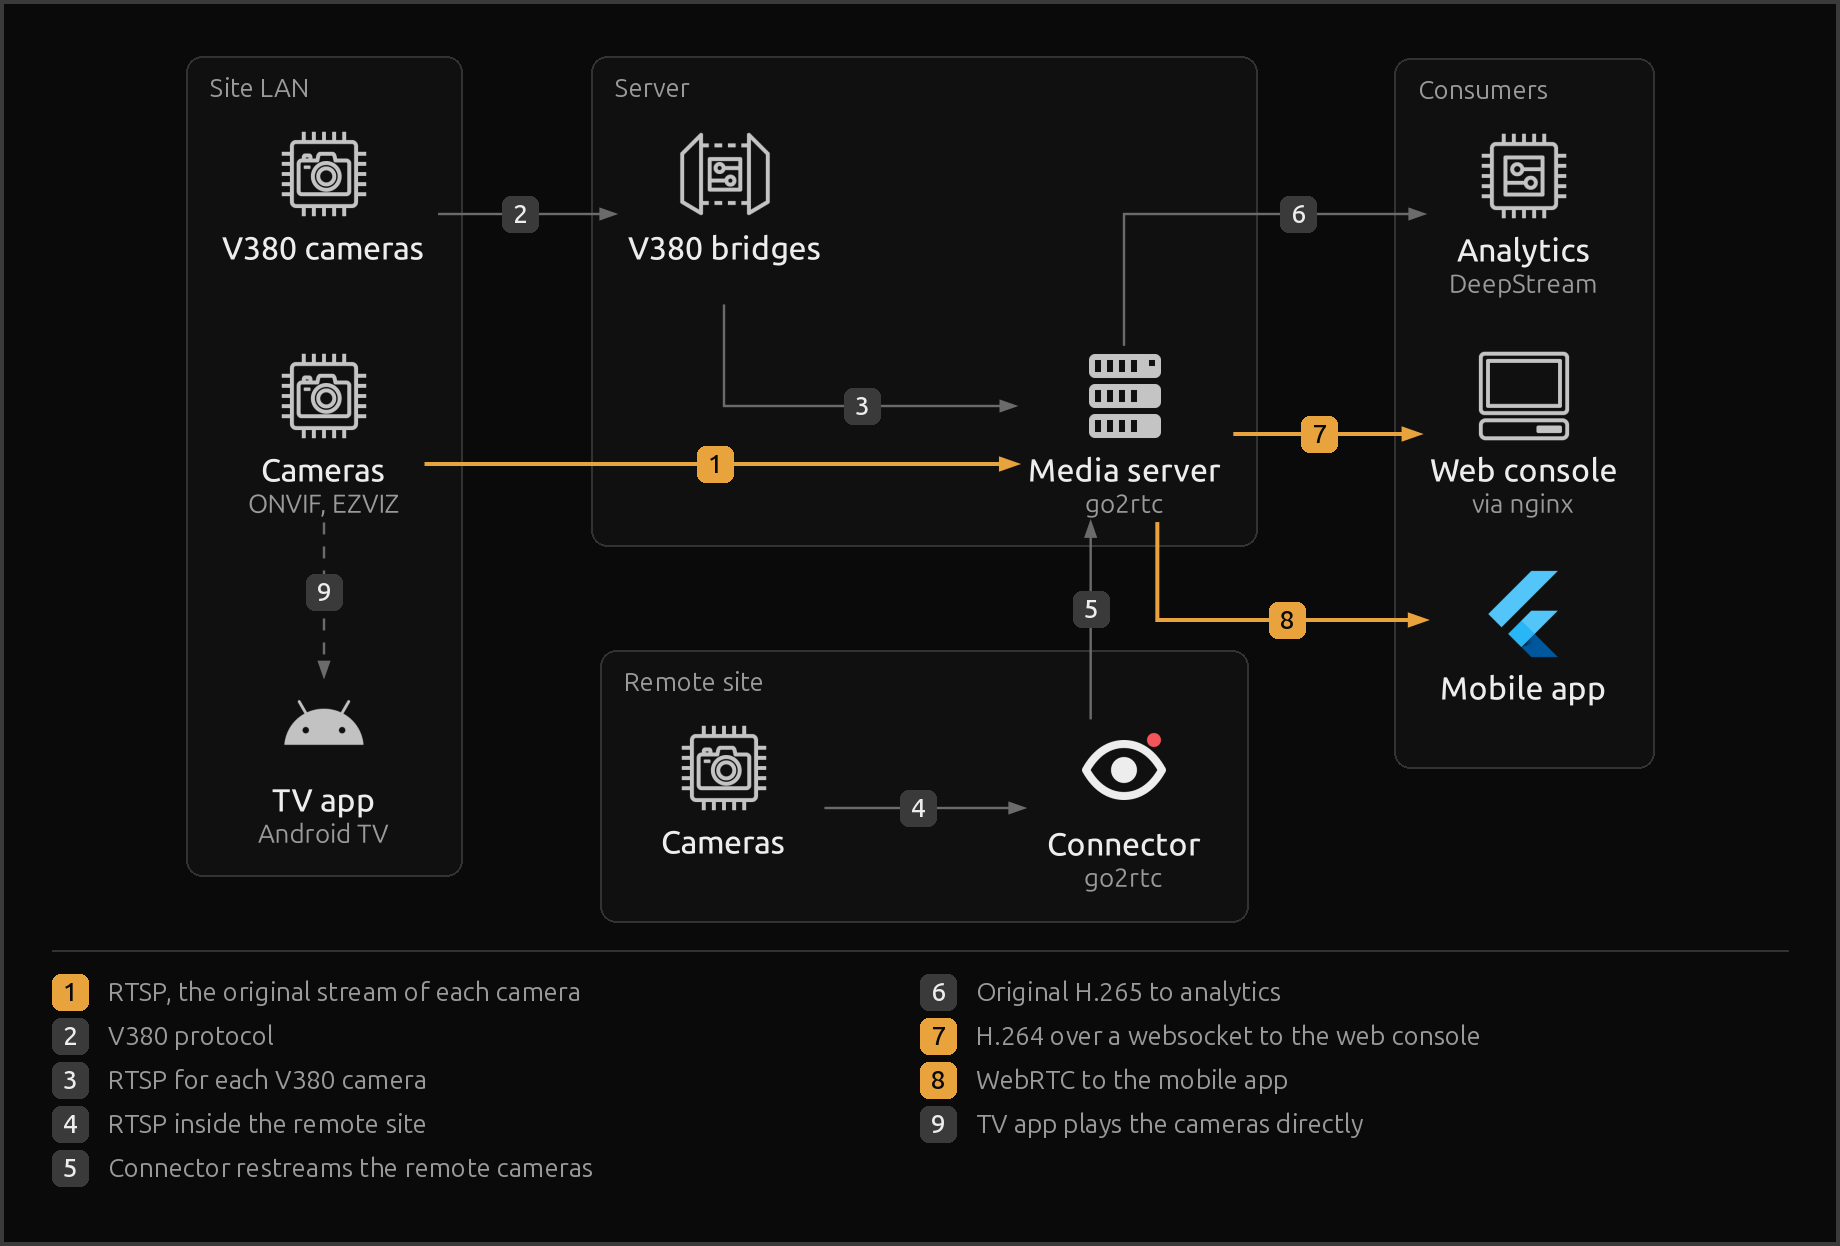 Site LAN
V380 cameras
Cameras
ONVIF, EZVIZ
9
TV app
Android TV
2
Server
V380 bridges
3
1
Media server
go2rtc
5
Remote site
Cameras
4
Connector
go2rtc
6
7
8
Consumers
Analytics
DeepStream
Web console
via nginx
Mobile app
1 RTSP, the original stream of each camera
2 V380 protocol
3 RTSP for each V380 camera
4 RTSP inside the remote site
5 Connector restreams the remote cameras
6 Original H.265 to analytics
7 H.264 over a websocket to the web console
8 WebRTC to the mobile app
9 TV app plays the cameras directly